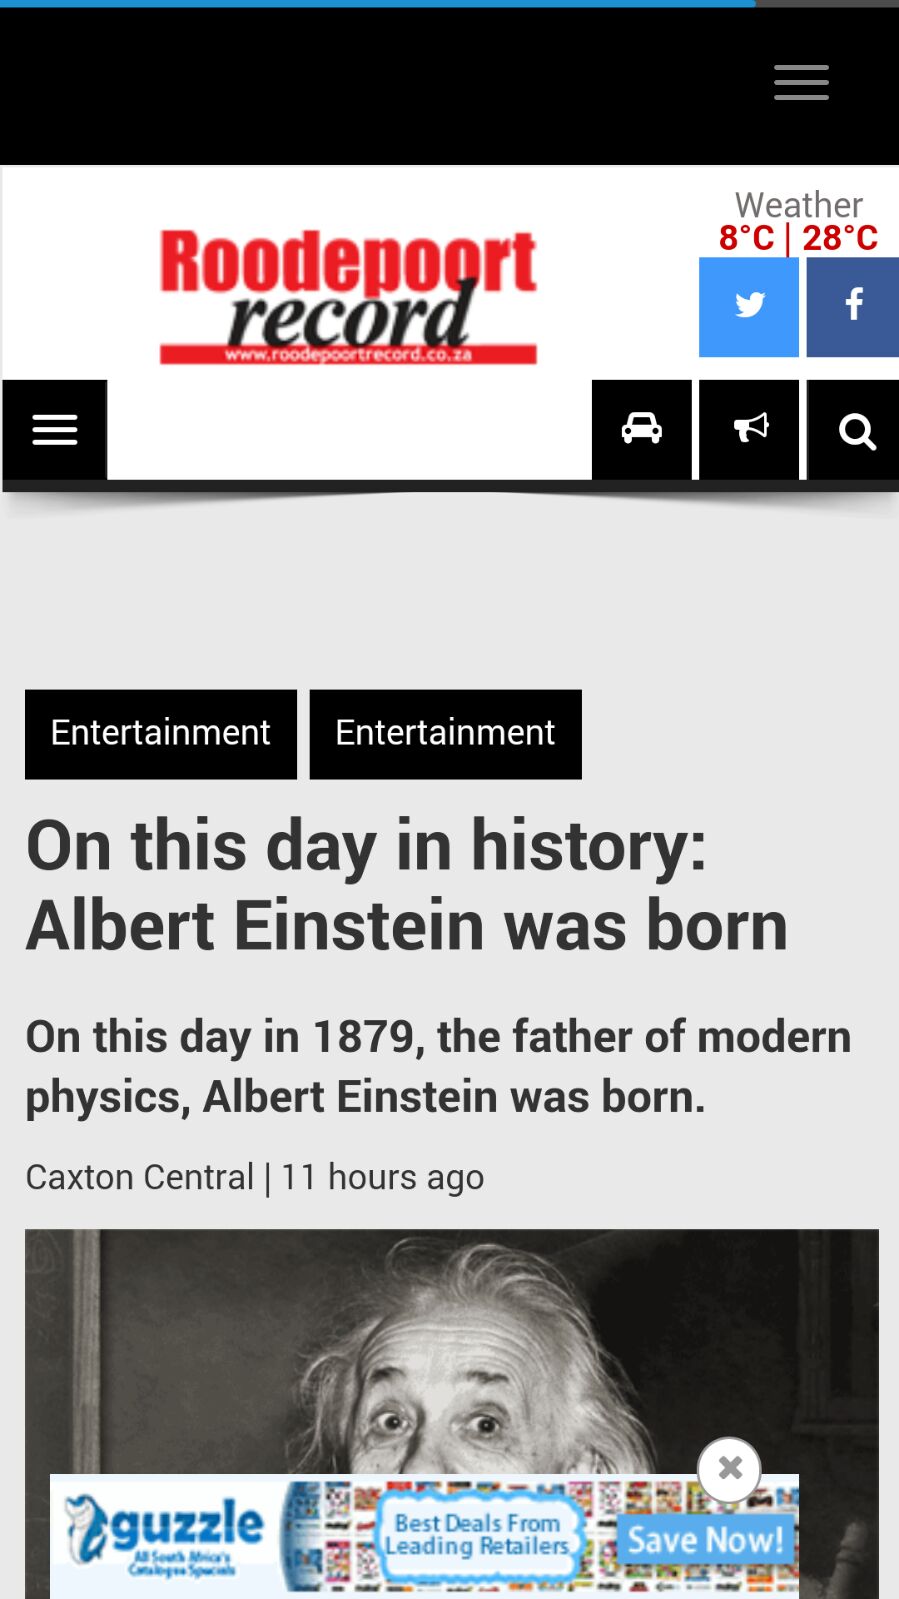 Weather
8°C | 28°C
Roodepoort
record
www.roodepoortrecord.co.za
Entertainment
Entertainment
On this day in history:
Albert Einstein was born
On this day in 1879, the father of modern
physics, Albert Einstein was born.
Caxton Central | 11 hours ago
guzzle
All South Africa's
Catalogue Specials
Best Deals From
Leading Retailers
Save Now!